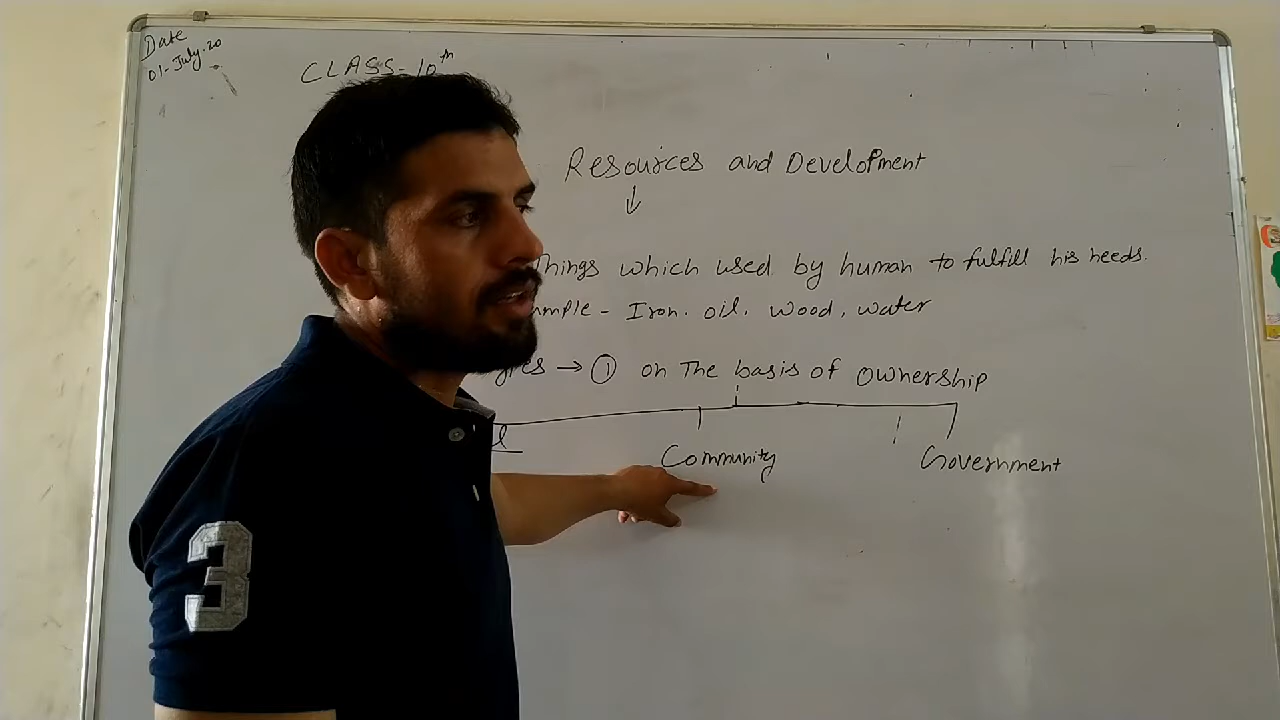 Date
01-July-20
CLASS-10th
Resources and Development
Things which used by human to fulfill his needs.
Iron. oil. wood, water
→ ① on The basis of ownership
Community Government
3